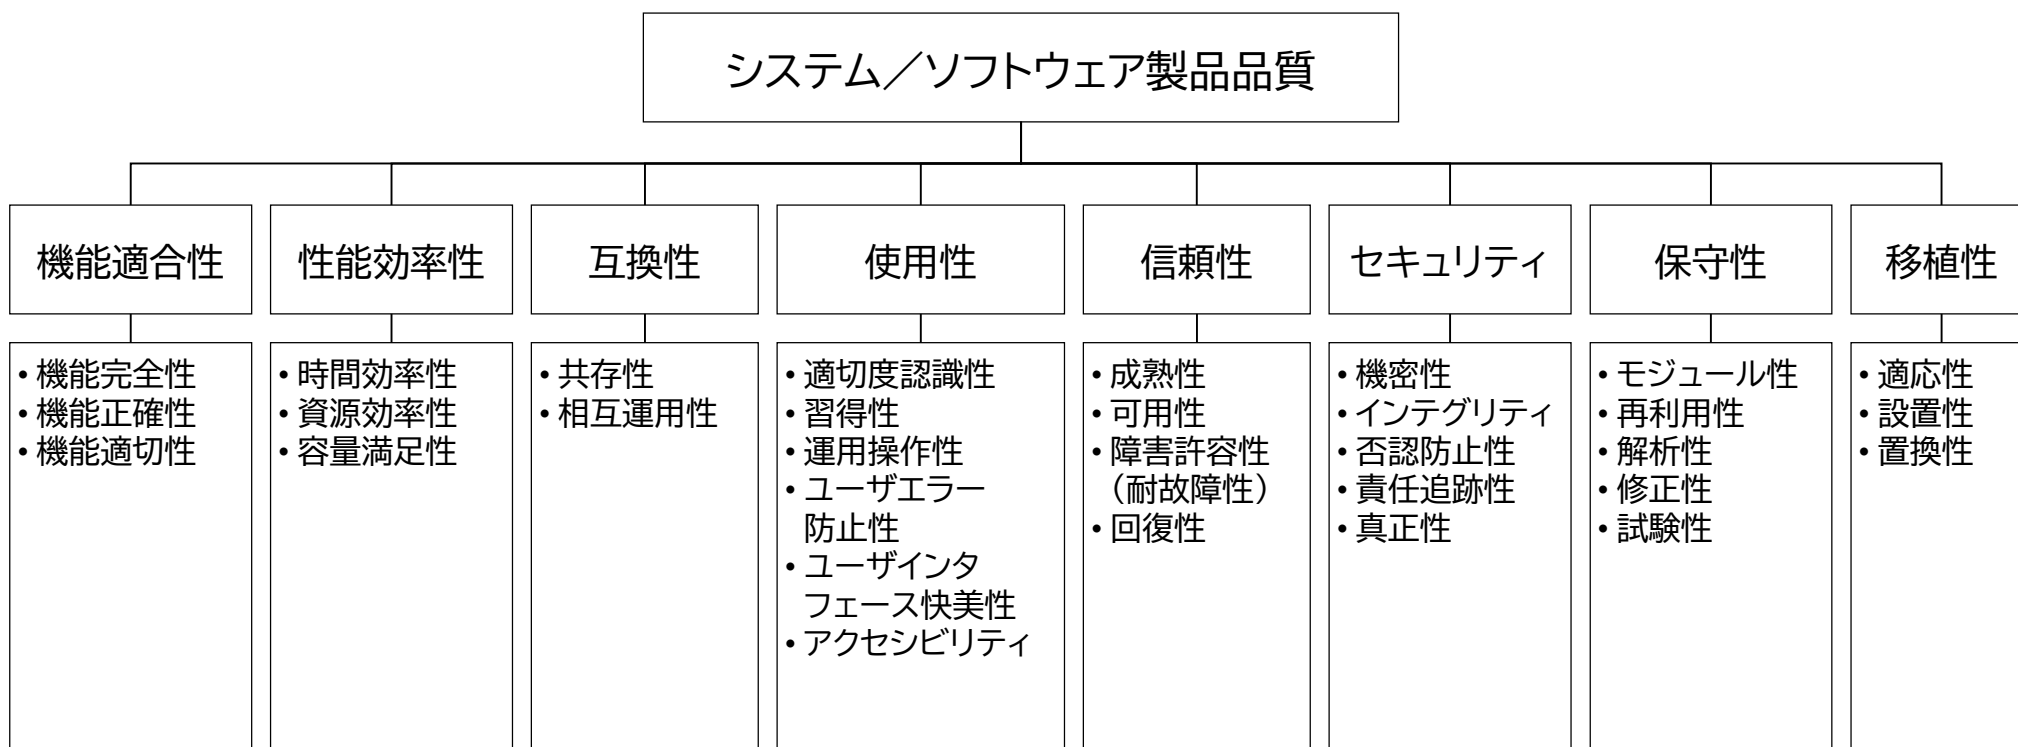 システム／ソフトウェア製品品質
機能適合性
性能効率性
互換性
使用性
信頼性
セキュリティ
保守性
移植性
• 機能完全性
• 機能正確性
• 機能適切性
• 時間効率性
• 資源効率性
• 容量満足性
• 共存性
• 相互運用性
• 適切度認識性
• 習得性
• 運用操作性
• ユーザエラー
防止性
• ユーザインタ
フェース快美性
• アクセシビリティ
• 成熟性
• 可用性
• 障害許容性
（耐故障性）
• 回復性
• 機密性
• インテグリティ
• 否認防止性
• 責任追跡性
• 真正性
• モジュール性
• 再利用性
• 解析性
• 修正性
• 試験性
• 適応性
• 設置性
• 置換性